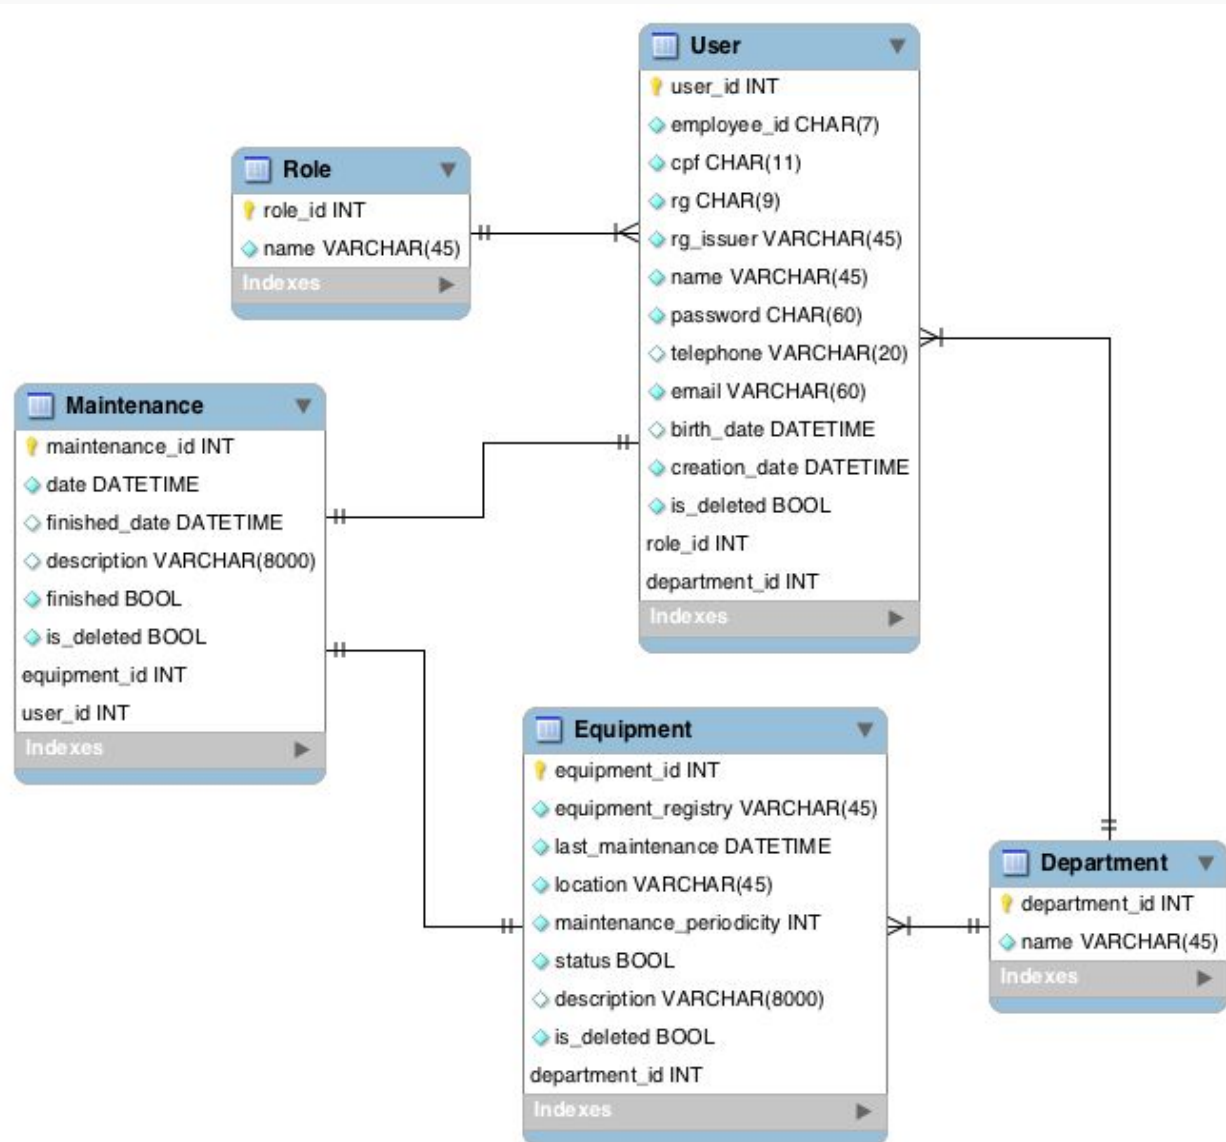 User
user_id INT
employee_id CHAR(7)
cpf CHAR(11)
rg CHAR(9)
rg_issuer VARCHAR(45)
name VARCHAR(45)
password CHAR(60)
telephone VARCHAR(20)
email VARCHAR(60)
birth_date DATETIME
creation_date DATETIME
is_deleted BOOL
role_id INT
department_id INT
Indexes
Role
role_id INT
name VARCHAR(45)
Indexes
Maintenance
maintenance_id INT
date DATETIME
finished_date DATETIME
description VARCHAR(8000)
finished BOOL
is_deleted BOOL
equipment_id INT
user_id INT
Indexes
Equipment
equipment_id INT
equipment_registry VARCHAR(45)
last_maintenance DATETIME
location VARCHAR(45)
maintenance_periodicity INT
status BOOL
description VARCHAR(8000)
is_deleted BOOL
department_id INT
Indexes
Department
department_id INT
name VARCHAR(45)
Indexes